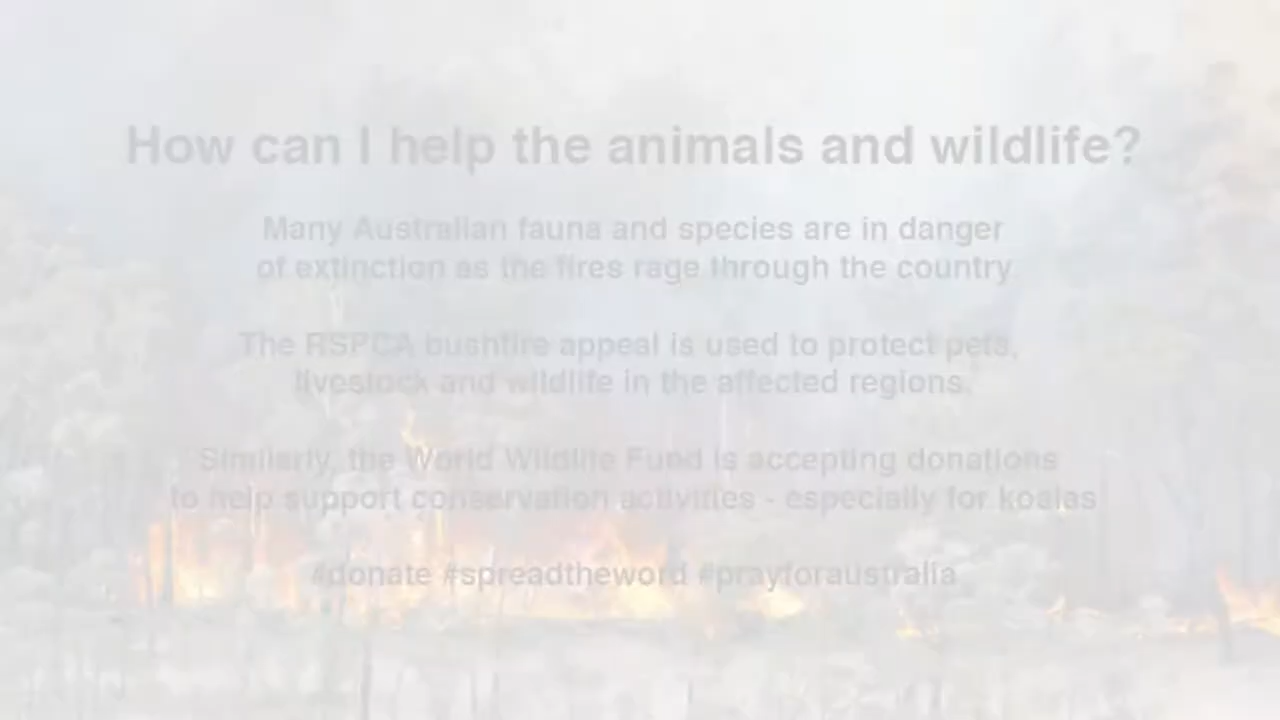 How can I help the animals and wildlife?
Many Australian fauna and species are in danger
of extinction as the fires rage through the country.
The RSPCA bushfire appeal is used to protect pets,
livestock and wildlife in the affected regions.
Similarly, the World Wildlife Fund is accepting donations
to help support conservation activities - especially for koalas
#donate #spreadtheword #prayforaustralia